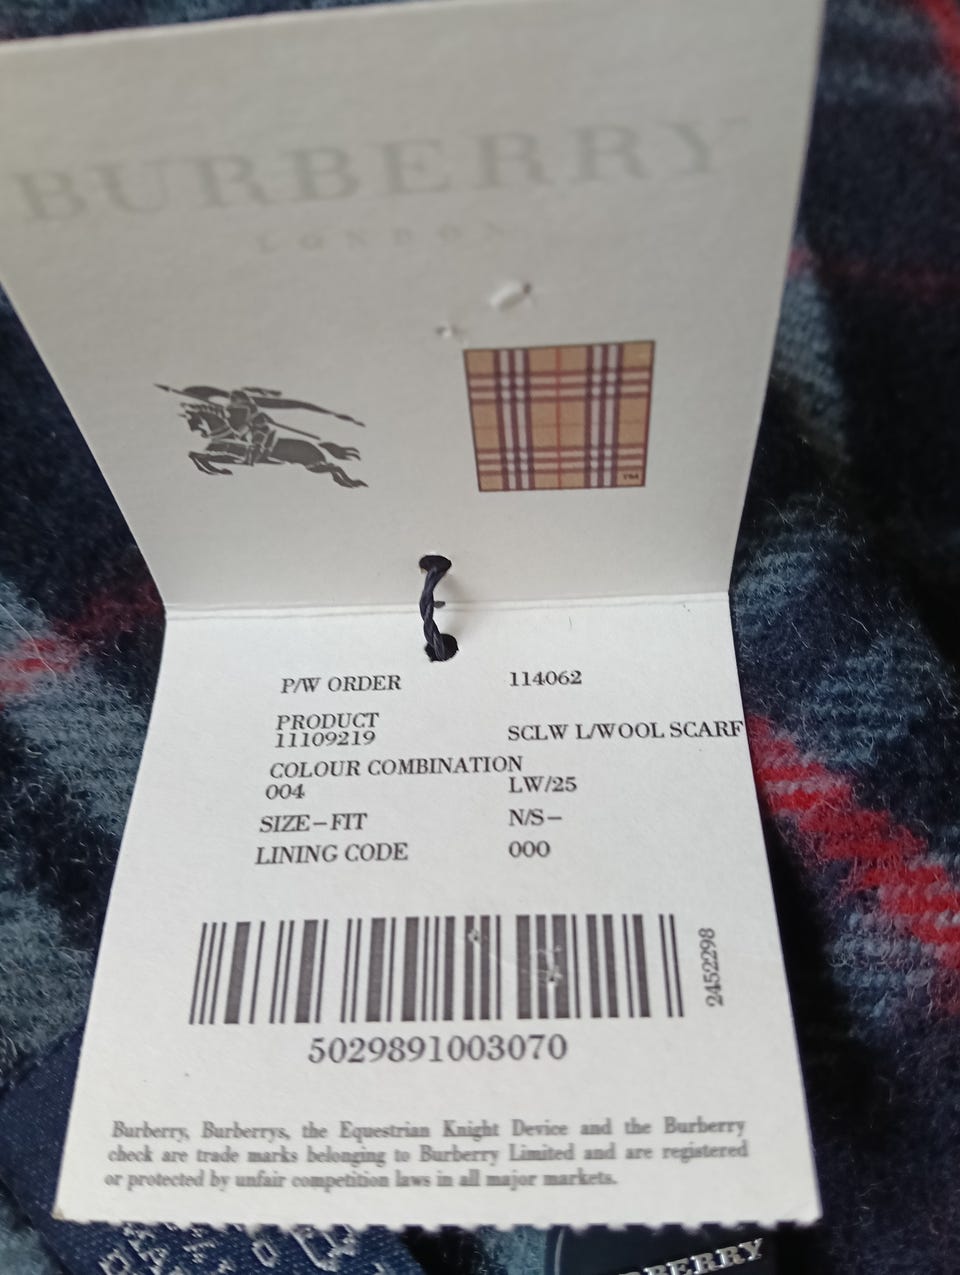 BURBERRY
LONDON
P/W ORDER 114062
PRODUCT
11109219 SCLW L/WOOL SCARF
COLOUR COMBINATION
004 LW/25
SIZE–FIT N/S–
LINING CODE 000
2452298
5029891003070
Burberry, Burberrys, the Equestrian Knight Device and the Burberry
check are trade marks belonging to Burberry Limited and are registered
or protected by unfair competition laws in all major markets.